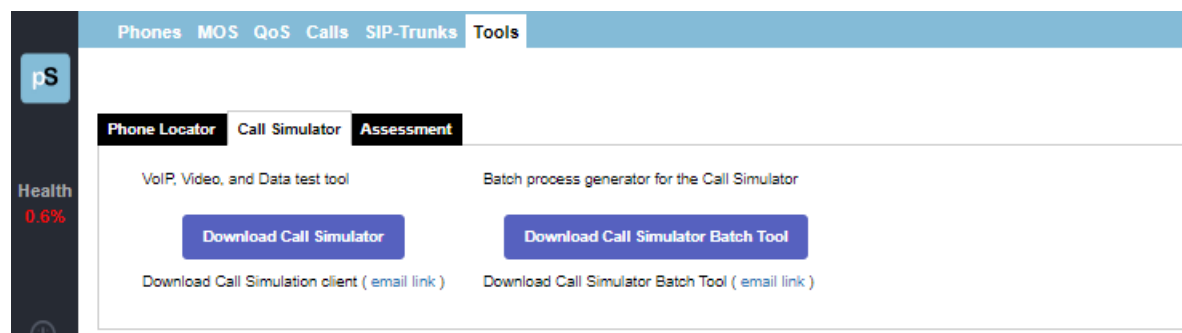 Phones MOS QoS Calls SIP-Trunks Tools
pS
Phone Locator Call Simulator Assessment
Health
0.6%
VoIP, Video, and Data test tool
Batch process generator for the Call Simulator
Download Call Simulator
Download Call Simulator Batch Tool
Download Call Simulation client ( email link )
Download Call Simulator Batch Tool ( email link )